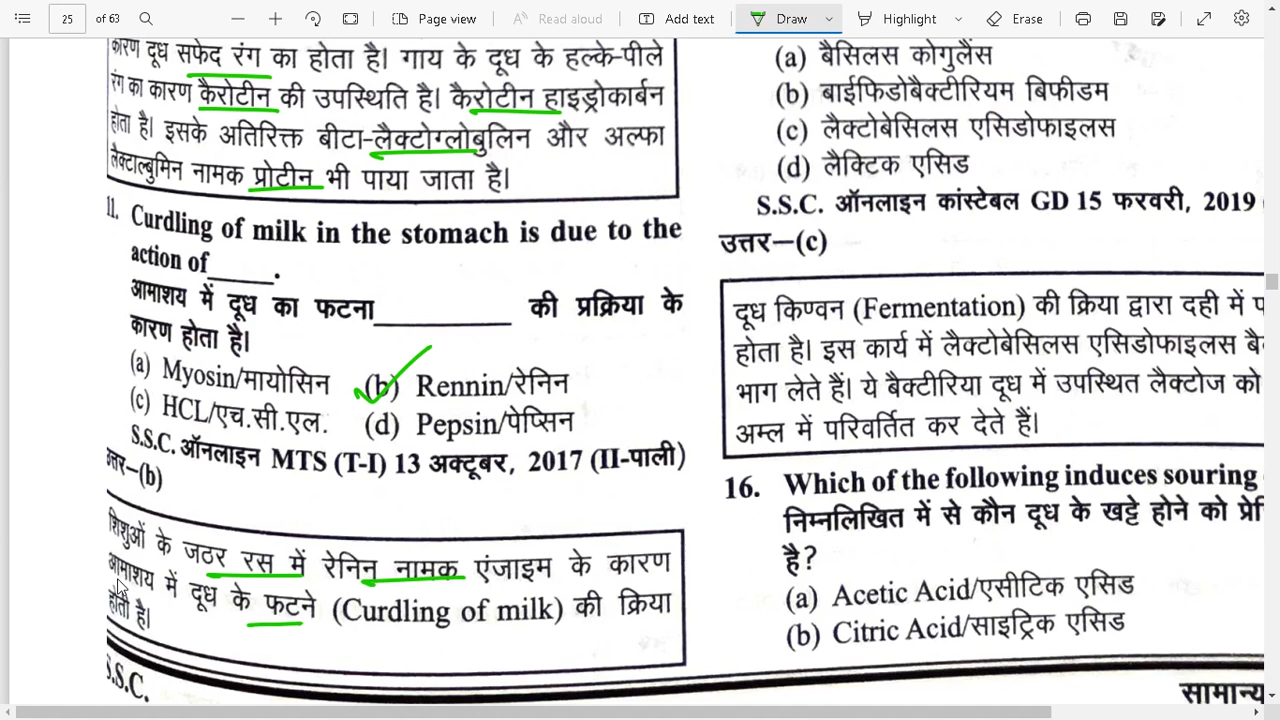 25 of 63 Page view Read aloud Add text Draw Highlight Erase
कारण दूध सफेद रंग का होता है। गाय के दूध के हल्के-पीले
रंग का कारण कैरोटीन की उपस्थिति है। कैरोटीन हाइड्रोकार्बन
होता है। इसके अतिरिक्त बीटा-लैक्टोग्लोबुलिन और अल्फा
लैक्टाल्बुमिन नामक प्रोटीन भी पाया जाता है।
11. Curdling of milk in the stomach is due to the
action of_____.
आमाशय में दूध का फटना__________ की प्रक्रिया के
कारण होता है।
(a) Myosin/मायोसिन (b) Rennin/रेनिन
(c) HCL/एच.सी.एल. (d) Pepsin/पेप्सिन
S.S.C. ऑनलाइन MTS (T-I) 13 अक्टूबर, 2017 (II-पाली)
उत्तर–(b)
शिशुओं के जठर रस में रेनिन नामक एंजाइम के कारण
आमाशय में दूध के फटने (Curdling of milk) की क्रिया
होती है।
S.S.C.
(a) बैसिलस कोगुलैंस
(b) बाईफिडोबैक्टीरियम बिफीडम
(c) लैक्टोबेसिलस एसिडोफाइलस
(d) लैक्टिक एसिड
S.S.C. ऑनलाइन कांस्टेबल GD 15 फरवरी, 2019
उत्तर–(c)
दूध किण्वन (Fermentation) की क्रिया द्वारा दही में
होता है। इस कार्य में लैक्टोबेसिलस एसिडोफाइलस
भाग लेते हैं। ये बैक्टीरिया दूध में उपस्थित लैक्टोज को
अम्ल में परिवर्तित कर देते हैं।
16. Which of the following induces souring
निम्नलिखित में से कौन दूध के खट्टे होने को
है?
(a) Acetic Acid/एसीटिक एसिड
(b) Citric Acid/साइट्रिक एसिड
सामान्य